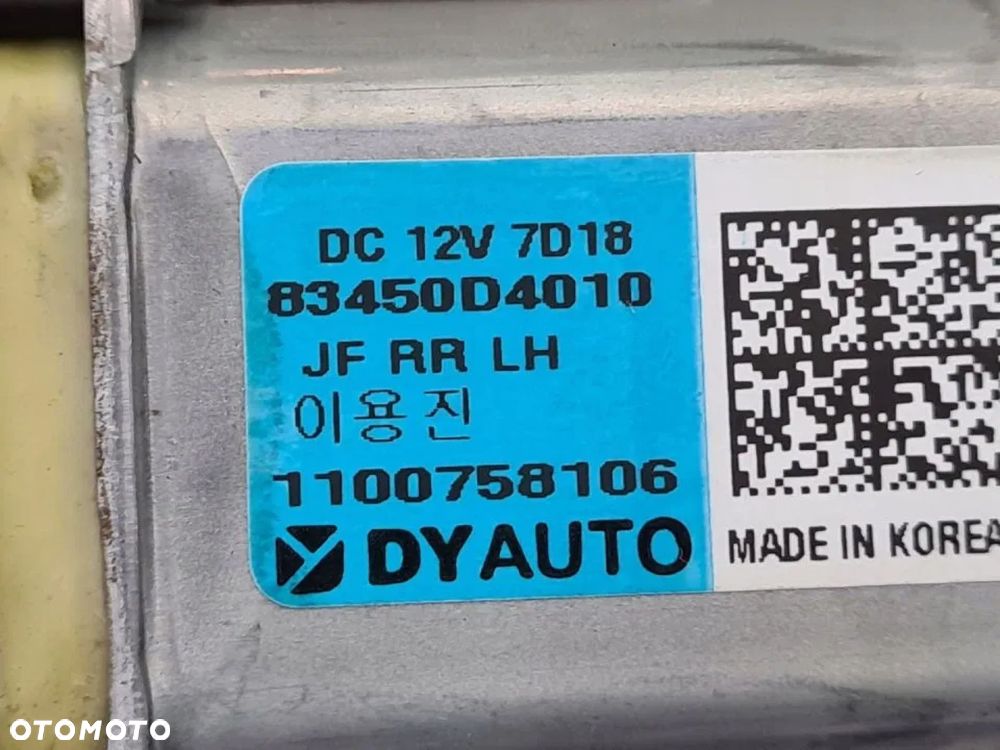 DC 12V 7D18
83450D4010
JF RR LH
이용진
1100758106
DYAUTO
MADE IN KOREA
OTOMOTO